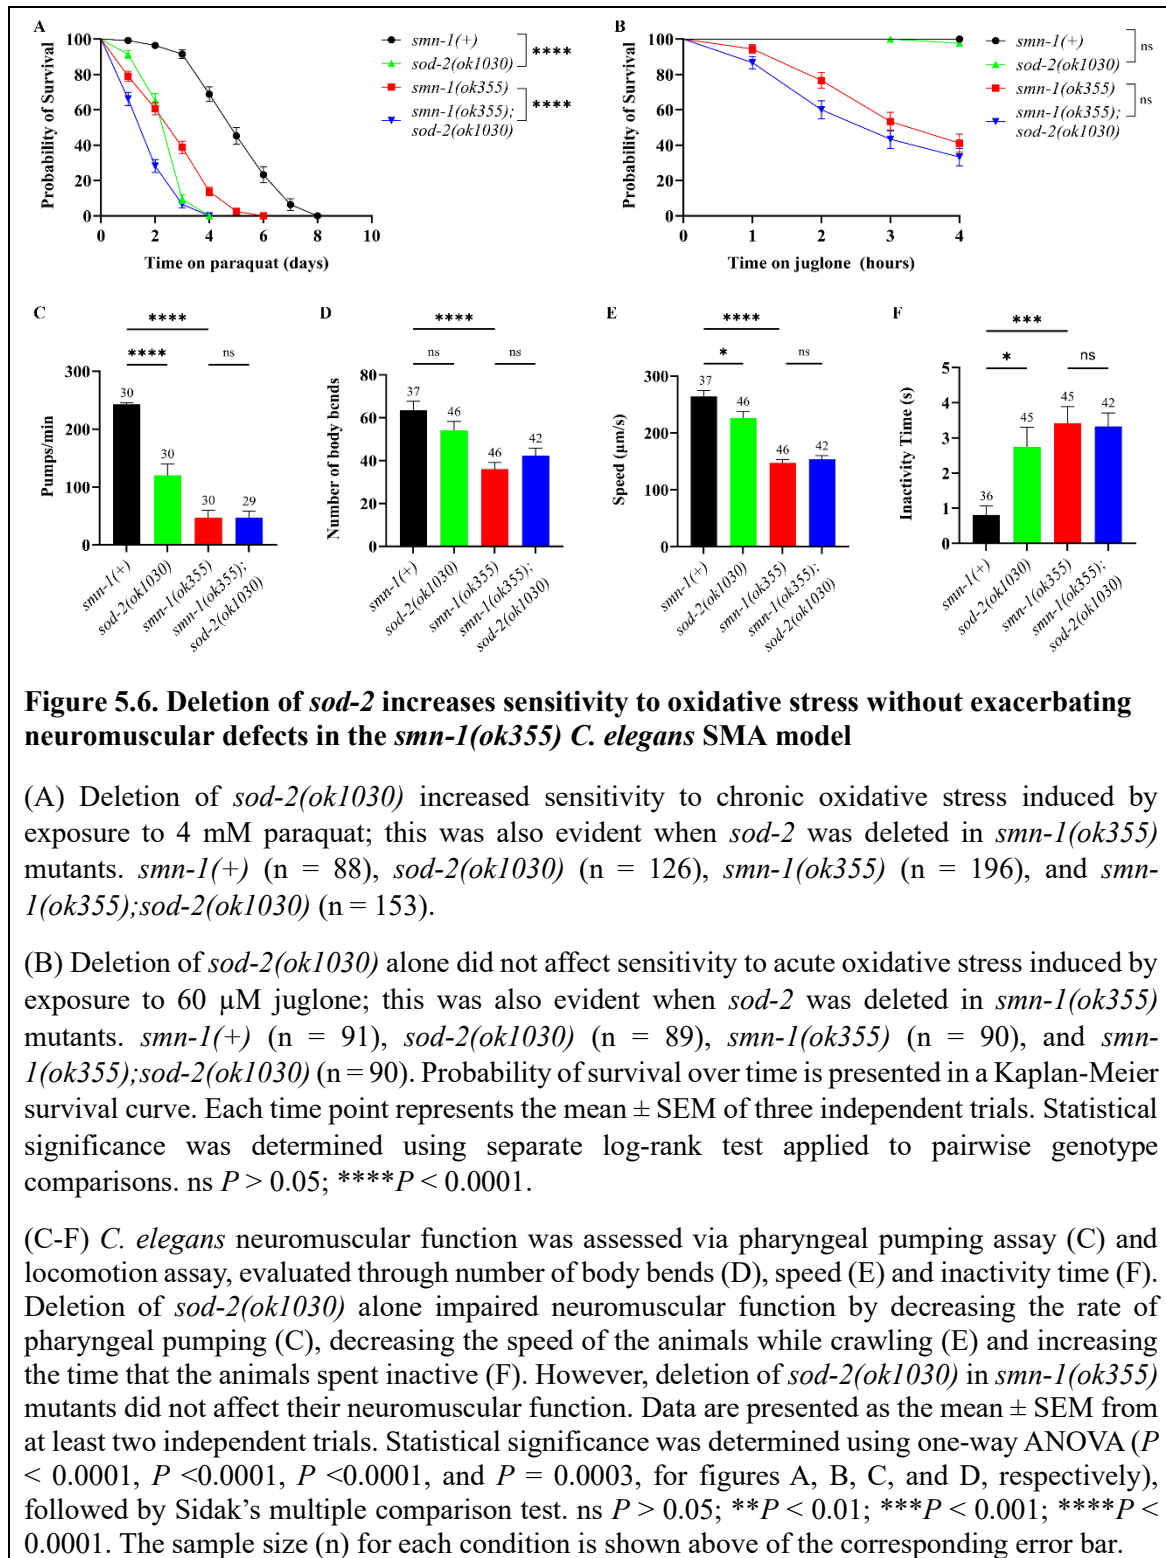 A
Probability of Survival
100
80
60
40
20
0
0 2 4 6 8 10
Time on paraquat (days)
smn-1(+)
sod-2(ok1030)
smn-1(ok355)
smn-1(ok355);
sod-2(ok1030)
****
****
B
Probability of Survival
100
80
60
40
20
0
0 1 2 3 4
Time on juglone (hours)
smn-1(+)
sod-2(ok1030)
smn-1(ok355)
smn-1(ok355);
sod-2(ok1030)
ns
ns
C
Pumps/min
300
200
100
0
****
**** ns
30
30
30
29
smn-1(+)
sod-2(ok1030)
smn-1(ok355)
smn-1(ok355);
sod-2(ok1030)
D
Number of body bends
80
60
40
20
0
****
ns ns
37
46
46
42
smn-1(+)
sod-2(ok1030)
smn-1(ok355)
smn-1(ok355);
sod-2(ok1030)
E
Speed (µm/s)
300
200
100
0
****
* ns
37
46
46
42
smn-1(+)
sod-2(ok1030)
smn-1(ok355)
smn-1(ok355);
sod-2(ok1030)
F
Inactivity Time (s)
5
4
3
2
1
0
***
* ns
36
45
45
42
smn-1(+)
sod-2(ok1030)
smn-1(ok355)
smn-1(ok355);
sod-2(ok1030)
Figure 5.6. Deletion of sod-2 increases sensitivity to oxidative stress without exacerbating
neuromuscular defects in the smn-1(ok355) C. elegans SMA model
(A) Deletion of sod-2(ok1030) increased sensitivity to chronic oxidative stress induced by
exposure to 4 mM paraquat; this was also evident when sod-2 was deleted in smn-1(ok355)
mutants. smn-1(+) (n = 88), sod-2(ok1030) (n = 126), smn-1(ok355) (n = 196), and smn-
1(ok355);sod-2(ok1030) (n = 153).
(B) Deletion of sod-2(ok1030) alone did not affect sensitivity to acute oxidative stress induced by
exposure to 60 µM juglone; this was also evident when sod-2 was deleted in smn-1(ok355)
mutants. smn-1(+) (n = 91), sod-2(ok1030) (n = 89), smn-1(ok355) (n = 90), and smn-
1(ok355);sod-2(ok1030) (n = 90). Probability of survival over time is presented in a Kaplan-Meier
survival curve. Each time point represents the mean ± SEM of three independent trials. Statistical
significance was determined using separate log-rank test applied to pairwise genotype
comparisons. ns P > 0.05; ****P < 0.0001.
(C-F) C. elegans neuromuscular function was assessed via pharyngeal pumping assay (C) and
locomotion assay, evaluated through number of body bends (D), speed (E) and inactivity time (F).
Deletion of sod-2(ok1030) alone impaired neuromuscular function by decreasing the rate of
pharyngeal pumping (C), decreasing the speed of the animals while crawling (E) and increasing
the time that the animals spent inactive (F). However, deletion of sod-2(ok1030) in smn-1(ok355)
mutants did not affect their neuromuscular function. Data are presented as the mean ± SEM from
at least two independent trials. Statistical significance was determined using one-way ANOVA (P
< 0.0001, P <0.0001, P <0.0001, and P = 0.0003, for figures A, B, C, and D, respectively),
followed by Sidak’s multiple comparison test. ns P > 0.05; **P < 0.01; ***P < 0.001; ****P <
0.0001. The sample size (n) for each condition is shown above of the corresponding error bar.